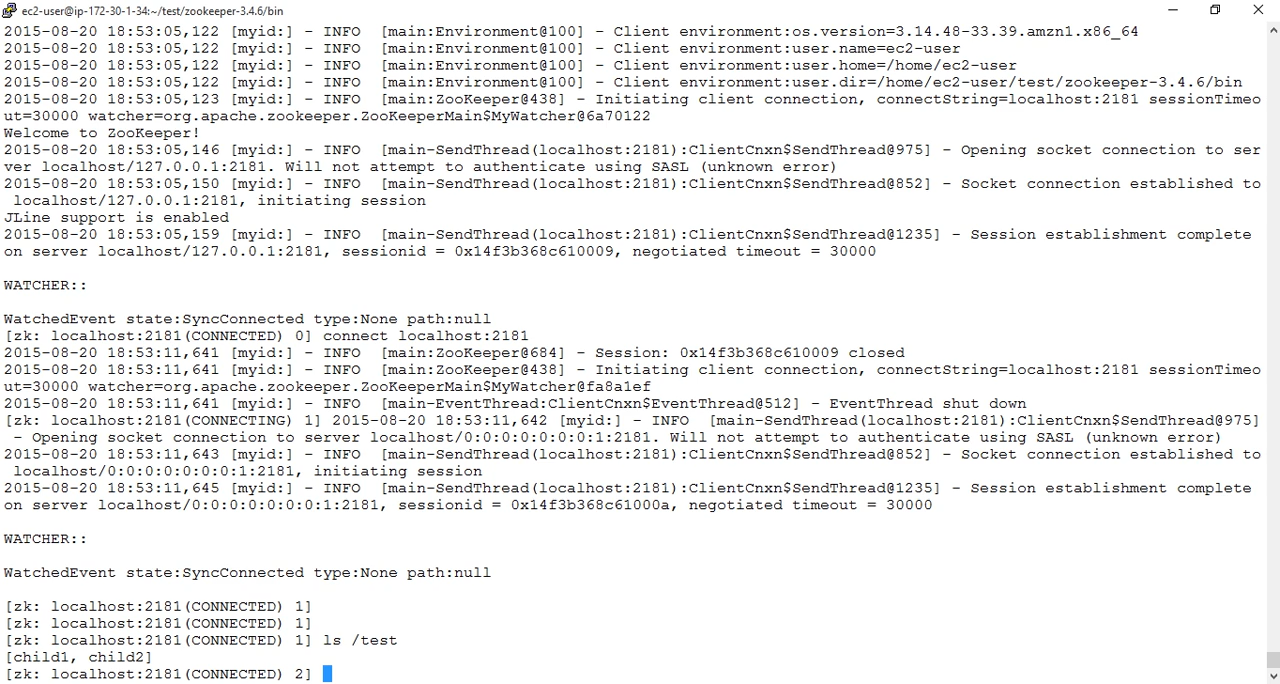 ec2-user@ip-172-30-1-34:~/test/zookeeper-3.4.6/bin
2015-08-20 18:53:05,122 [myid:] - INFO  [main:Environment@100] - Client environment:os.version=3.14.48-33.39.amzn1.x86_64
2015-08-20 18:53:05,122 [myid:] - INFO  [main:Environment@100] - Client environment:user.name=ec2-user
2015-08-20 18:53:05,122 [myid:] - INFO  [main:Environment@100] - Client environment:user.home=/home/ec2-user
2015-08-20 18:53:05,122 [myid:] - INFO  [main:Environment@100] - Client environment:user.dir=/home/ec2-user/test/zookeeper-3.4.6/bin
2015-08-20 18:53:05,123 [myid:] - INFO  [main:ZooKeeper@438] - Initiating client connection, connectString=localhost:2181 sessionTimeo
ut=30000 watcher=org.apache.zookeeper.ZooKeeperMain$MyWatcher@6a70122
Welcome to ZooKeeper!
2015-08-20 18:53:05,146 [myid:] - INFO  [main-SendThread(localhost:2181):ClientCnxn$SendThread@975] - Opening socket connection to ser
ver localhost/127.0.0.1:2181. Will not attempt to authenticate using SASL (unknown error)
2015-08-20 18:53:05,150 [myid:] - INFO  [main-SendThread(localhost:2181):ClientCnxn$SendThread@852] - Socket connection established to
 localhost/127.0.0.1:2181, initiating session
JLine support is enabled
2015-08-20 18:53:05,159 [myid:] - INFO  [main-SendThread(localhost:2181):ClientCnxn$SendThread@1235] - Session establishment complete
on server localhost/127.0.0.1:2181, sessionid = 0x14f3b368c610009, negotiated timeout = 30000
WATCHER::
WatchedEvent state:SyncConnected type:None path:null
[zk: localhost:2181(CONNECTED) 0] connect localhost:2181
2015-08-20 18:53:11,641 [myid:] - INFO  [main:ZooKeeper@684] - Session: 0x14f3b368c610009 closed
2015-08-20 18:53:11,641 [myid:] - INFO  [main:ZooKeeper@438] - Initiating client connection, connectString=localhost:2181 sessionTimeo
ut=30000 watcher=org.apache.zookeeper.ZooKeeperMain$MyWatcher@fa8a1ef
2015-08-20 18:53:11,641 [myid:] - INFO  [main-EventThread:ClientCnxn$EventThread@512] - EventThread shut down
[zk: localhost:2181(CONNECTING) 1] 2015-08-20 18:53:11,642 [myid:] - INFO  [main-SendThread(localhost:2181):ClientCnxn$SendThread@975]
 - Opening socket connection to server localhost/0:0:0:0:0:0:0:1:2181. Will not attempt to authenticate using SASL (unknown error)
2015-08-20 18:53:11,643 [myid:] - INFO  [main-SendThread(localhost:2181):ClientCnxn$SendThread@852] - Socket connection established to
 localhost/0:0:0:0:0:0:0:1:2181, initiating session
2015-08-20 18:53:11,645 [myid:] - INFO  [main-SendThread(localhost:2181):ClientCnxn$SendThread@1235] - Session establishment complete
on server localhost/0:0:0:0:0:0:0:1:2181, sessionid = 0x14f3b368c61000a, negotiated timeout = 30000
WATCHER::
WatchedEvent state:SyncConnected type:None path:null
[zk: localhost:2181(CONNECTED) 1]
[zk: localhost:2181(CONNECTED) 1]
[zk: localhost:2181(CONNECTED) 1] ls /test
[child1, child2]
[zk: localhost:2181(CONNECTED) 2]